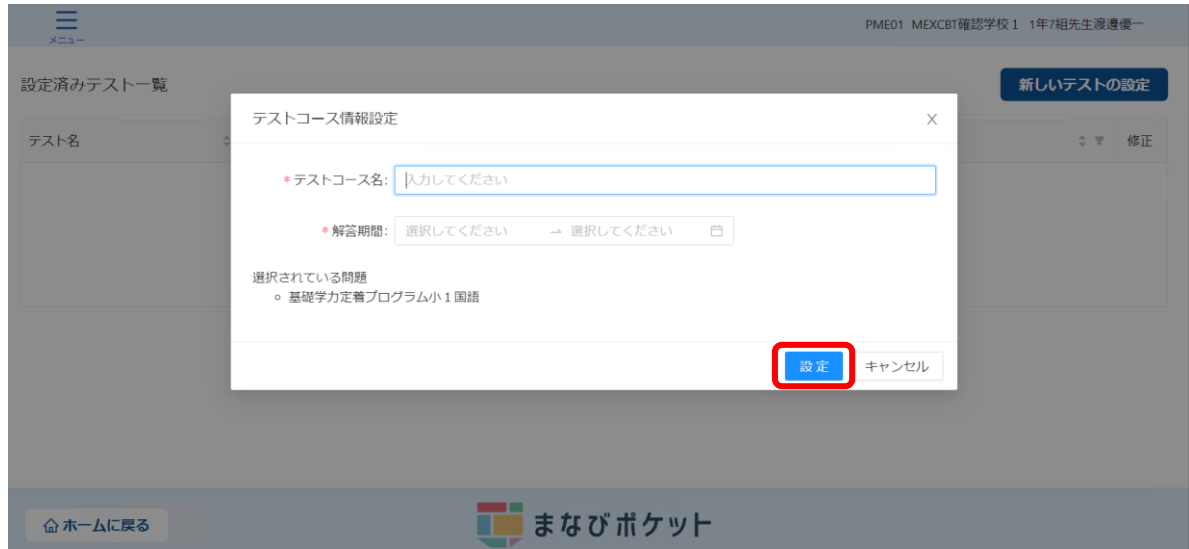 メニュー
PME01 MEXCBT確認学校1 1年7組先生渡邊優一
設定済みテスト一覧
新しいテストの設定
テスト名
修正
テストコース情報設定
X
*テストコース名: 入力してください
*解答期間: 選択してください → 選択してください
選択されている問題
基礎学力定着プログラム小1国語
設定
キャンセル
ホームに戻る
まなびポケット